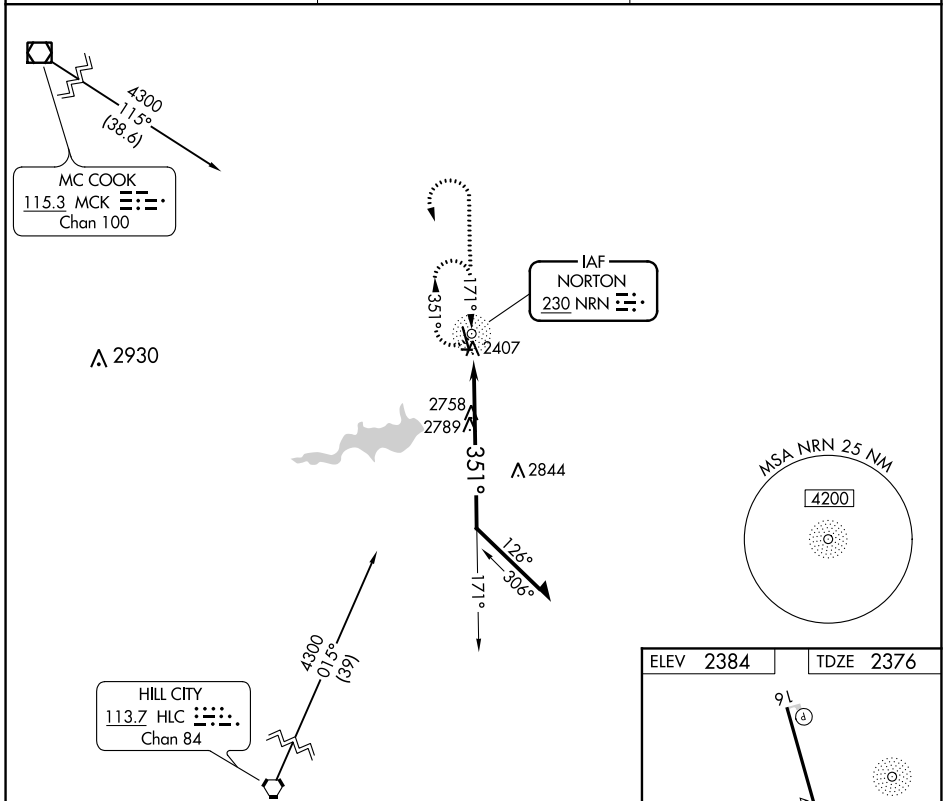 4300
115°
(38.6)
MC COOK
115.3 MCK
Chan 100
IAF
NORTON
230 NRN
351°
171°
2407
2930
2758
2789
351°
2844
MSA NRN 25 NM
4200
126°
306°
171°
4300
015°
(39)
HILL CITY
113.7 HLC
Chan 84
ELEV 2384
TDZE 2376
16
P